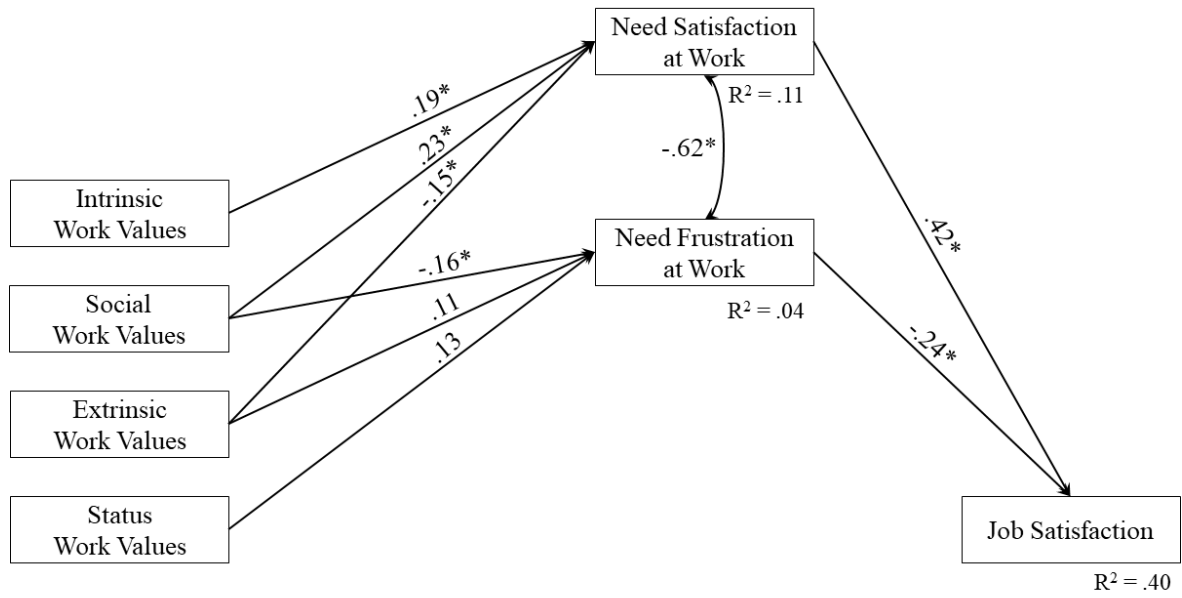 Need Satisfaction
at Work
R² = .11
.19*
.23*
-.15*
-.62*
Intrinsic
Work Values
Need Frustration
at Work
R² = .04
.42*
-.16*
.11
.13
Social
Work Values
-.24*
Extrinsic
Work Values
Status
Work Values
Job Satisfaction
R² = .40